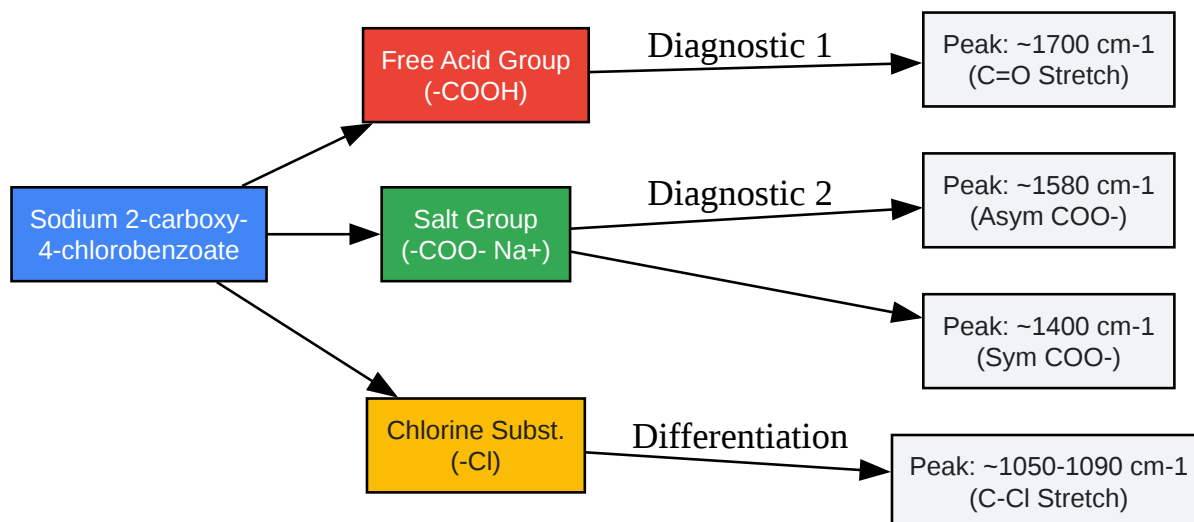 Sodium 2-carboxy-
4-chlorobenzoate
Free Acid Group
(-COOH)
Diagnostic 1
Peak: ~1700 cm-1
(C=O Stretch)
Salt Group
(-COO- Na+)
Diagnostic 2
Peak: ~1580 cm-1
(Asym COO-)
Peak: ~1400 cm-1
(Sym COO-)
Chlorine Subst.
(-Cl)
Differentiation
Peak: ~1050-1090 cm-1
(C-Cl Stretch)